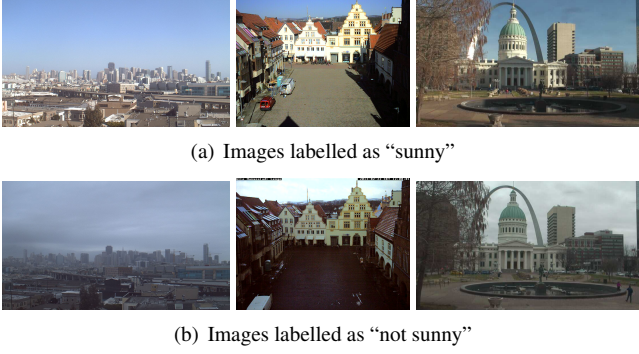 (a) Images labelled as “sunny”
(b) Images labelled as “not sunny”